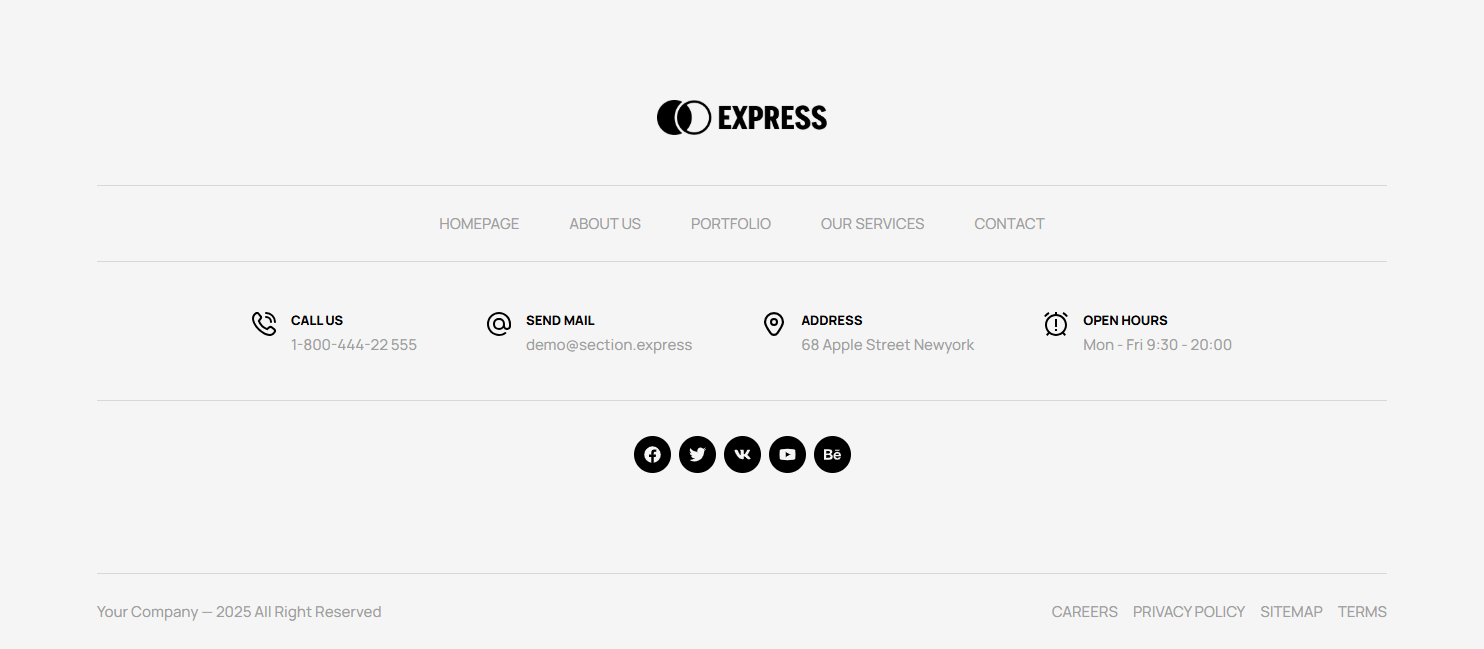 EXPRESS
HOMEPAGE ABOUT US PORTFOLIO OUR SERVICES CONTACT
CALL US
1-800-444-22 555
SEND MAIL
demo@section.express
ADDRESS
68 Apple Street Newyork
OPEN HOURS
Mon - Fri 9:30 - 20:00
Bē
Your Company — 2025 All Right Reserved
CAREERS PRIVACY POLICY SITEMAP TERMS